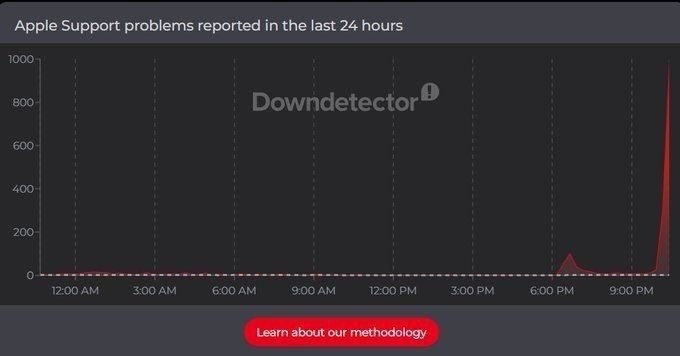 Apple Support problems reported in the last 24 hours
1000
Downdetector
800
600
400
200
0
12:00 AM 3:00 AM 6:00 AM 9:00 AM 12:00 PM 3:00 PM 6:00 PM 9:00 PM
Learn about our methodology